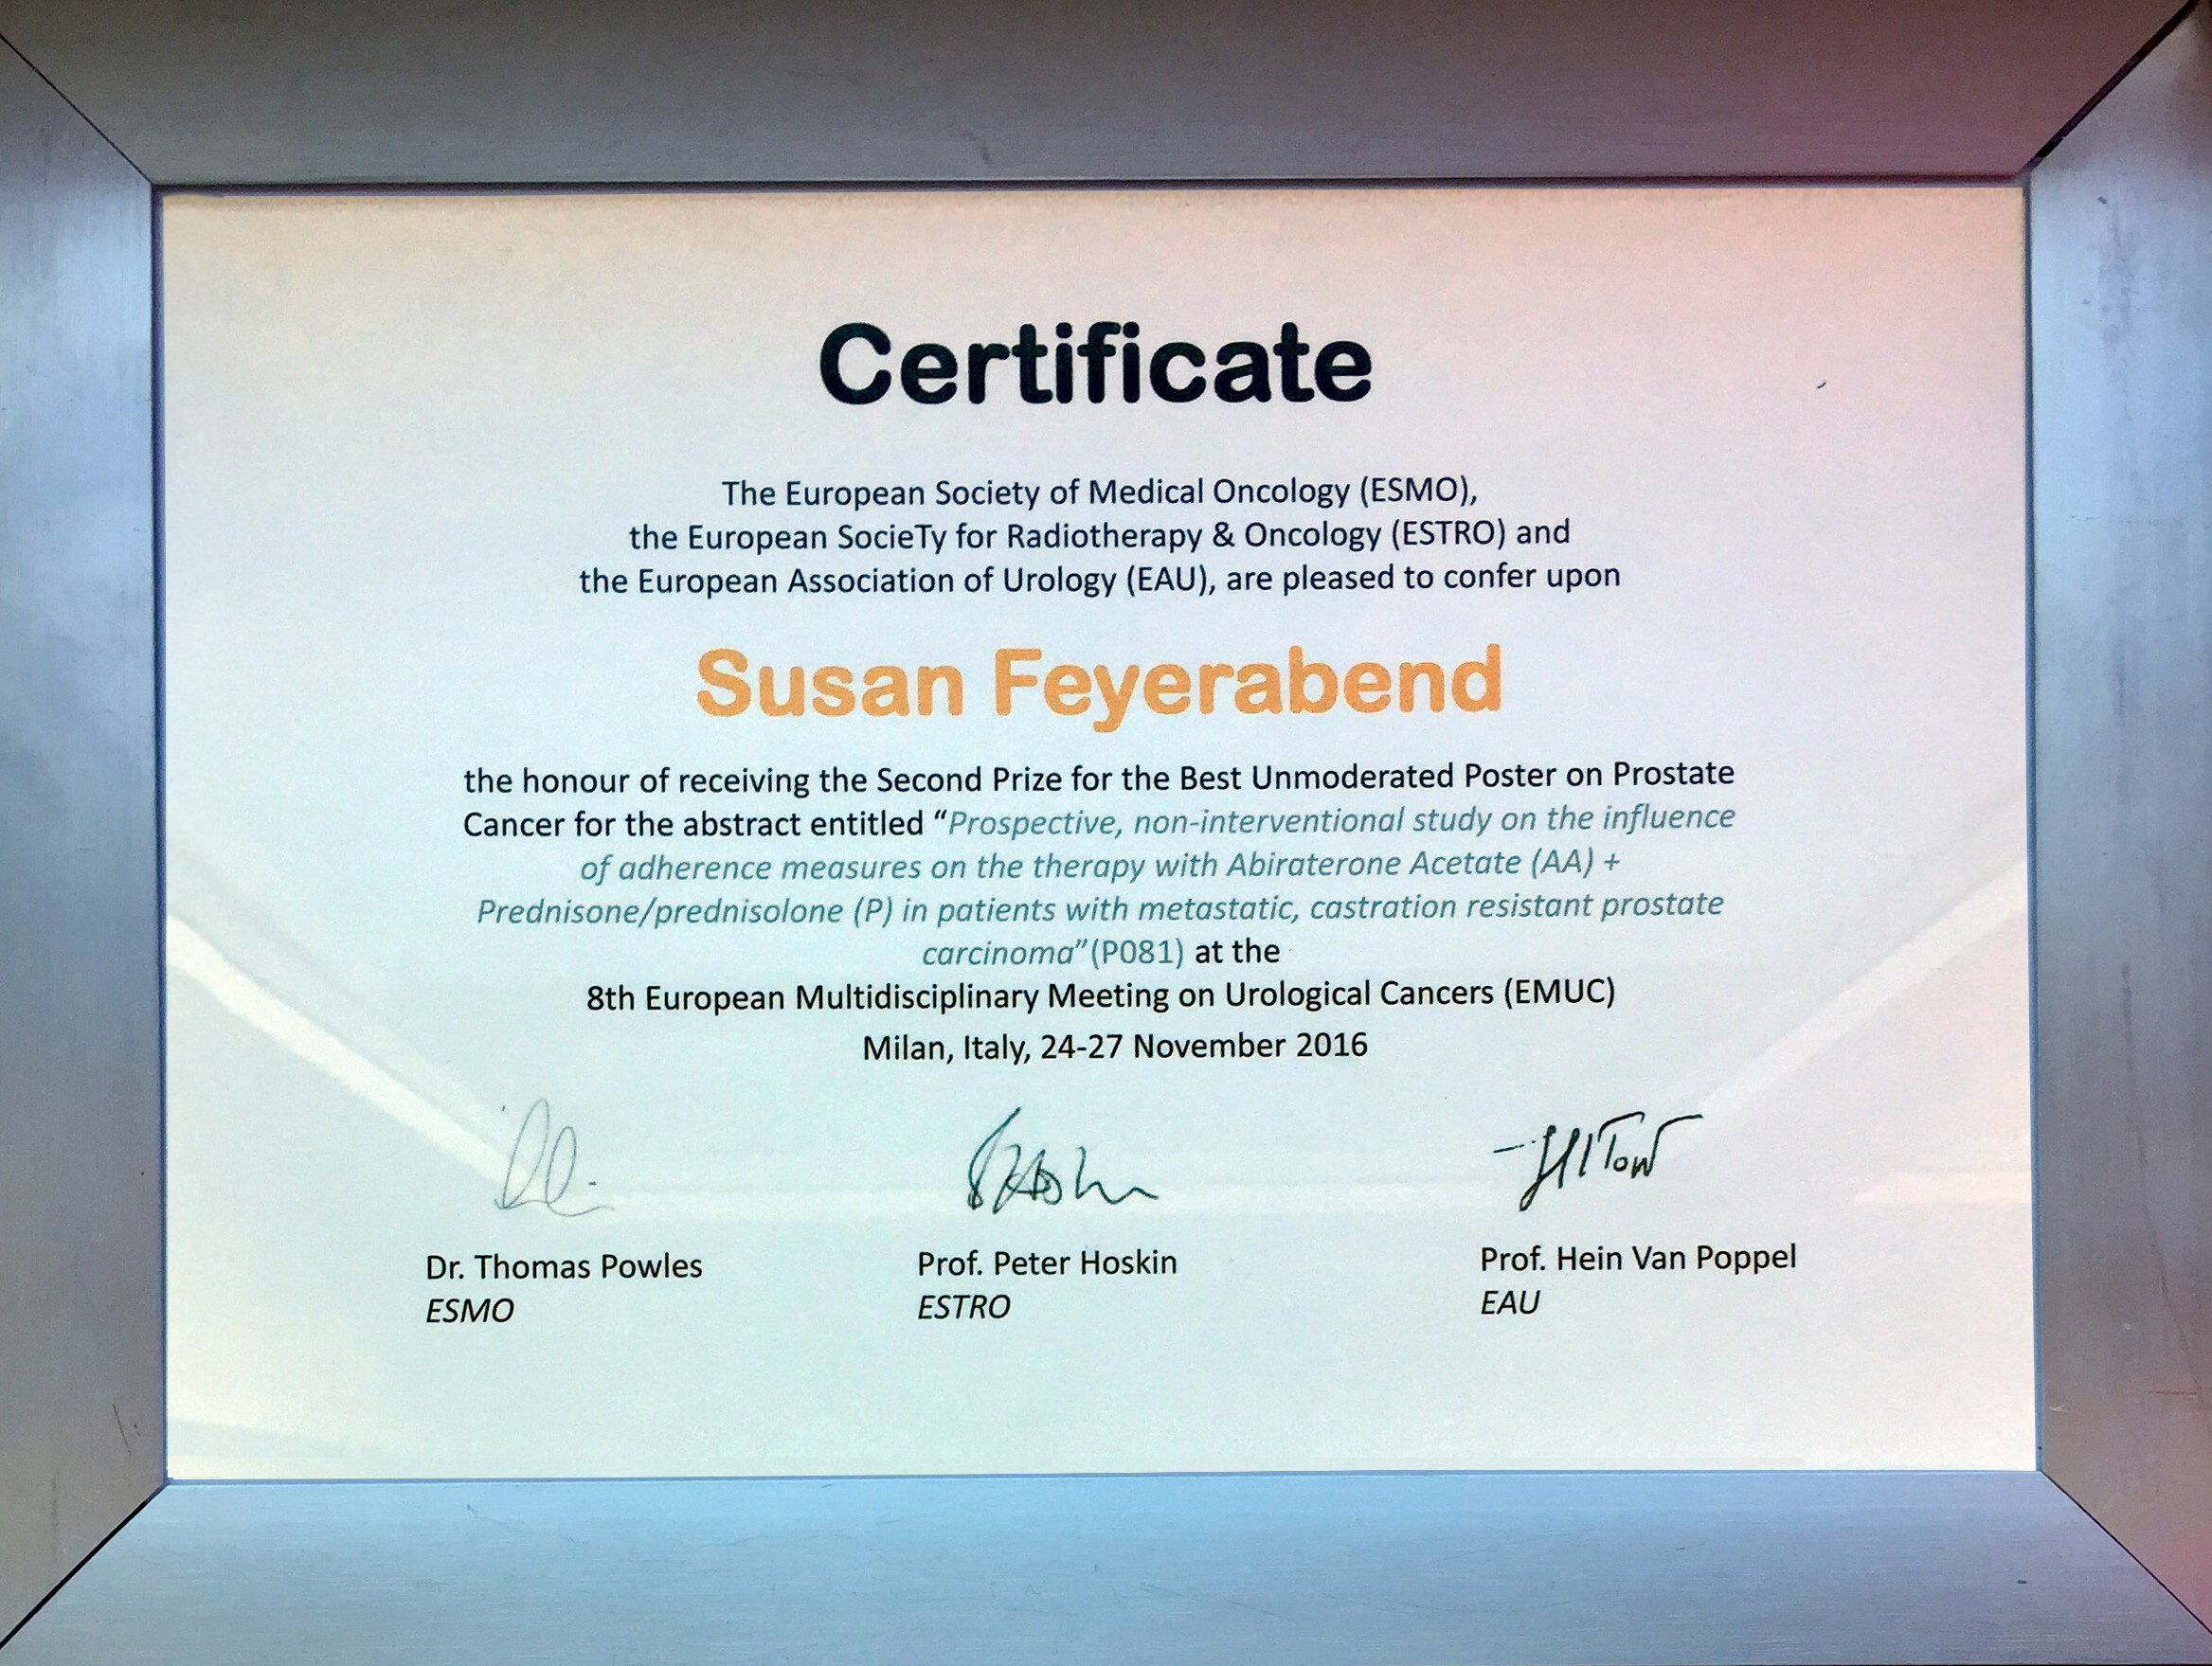 Certificate
The European Society of Medical Oncology (ESMO),
the European SocieTy for Radiotherapy & Oncology (ESTRO) and
the European Association of Urology (EAU), are pleased to confer upon
Susan Feyerabend
the honour of receiving the Second Prize for the Best Unmoderated Poster on Prostate
Cancer for the abstract entitled “Prospective, non-interventional study on the influence
of adherence measures on the therapy with Abiraterone Acetate (AA) +
Prednisone/prednisolone (P) in patients with metastatic, castration resistant prostate
carcinoma”(P081) at the
8th European Multidisciplinary Meeting on Urological Cancers (EMUC)
Milan, Italy, 24-27 November 2016
Dr. Thomas Powles
ESMO
Prof. Peter Hoskin
ESTRO
Prof. Hein Van Poppel
EAU